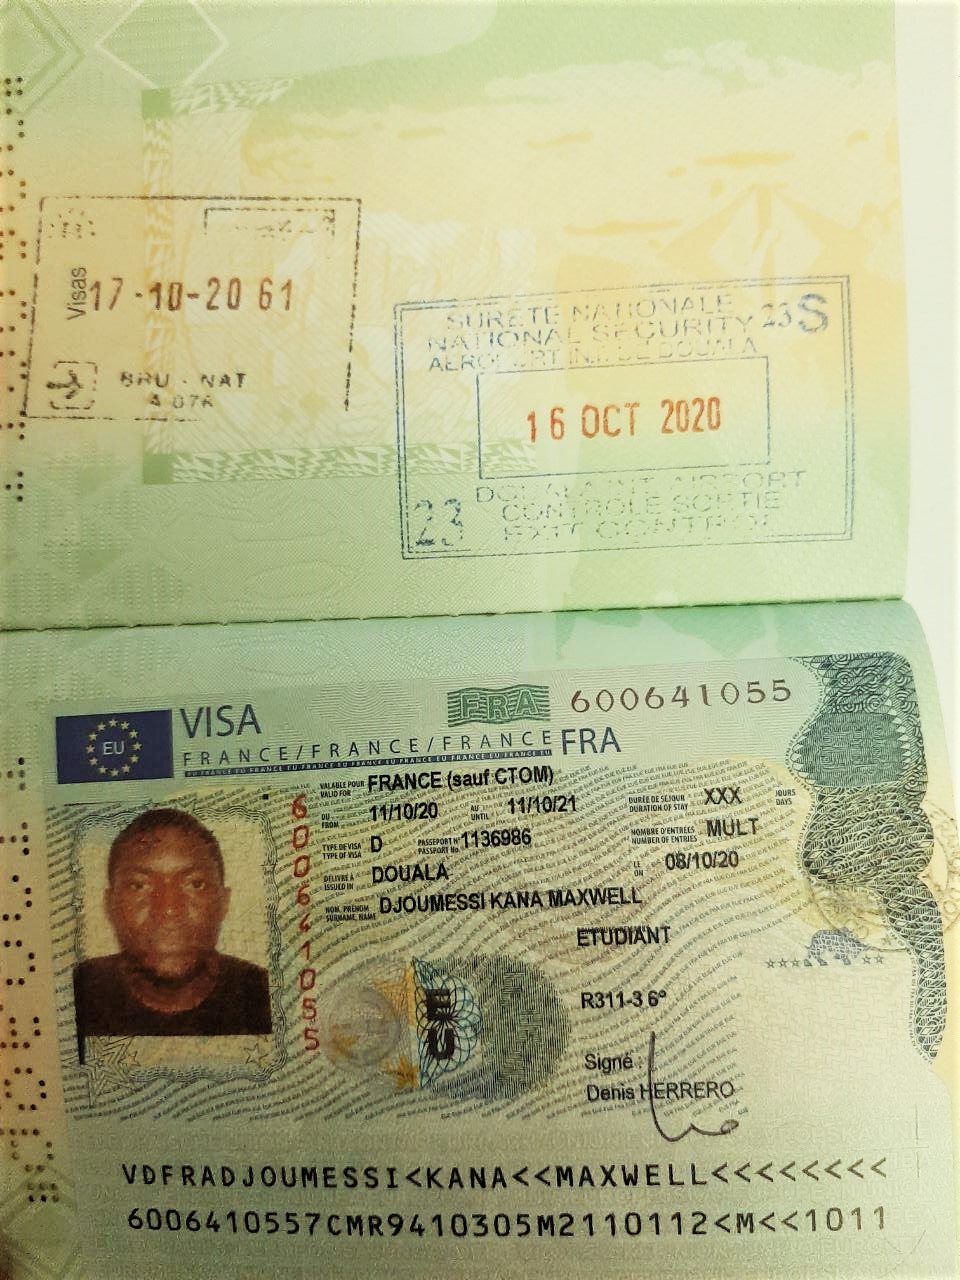 Visas
17-10-20 61
BRU - NAT
SURETE NATIONALE
NATIONAL SECURITY 23 S
AEROPORT INT. DE DOUALA
16 OCT 2020
DOUALA INT. AIRPORT
CONTROLE SORTIE
EXIT CONTROL
23
EU
VISA
FRA 600641055
FRANCE/FRANCE/FRANCE FRA
VALABLE POUR FRANCE (sauf CTOM)
VALID FOR
DU 11/10/20 AU 11/10/21 DURÉE DE SÉJOUR XXX JOURS
FROM UNTIL DURATION OF STAY DAYS
TYPE DE VISA D PASSEPORT N° 1136986 NOMBRE D'ENTRÉES MULT
TYPE OF VISA PASSPORT No. NUMBER OF ENTRIES
DÉLIVRÉ À DOUALA LE 08/10/20
ISSUED IN ON
NOM, PRÉNOM DJOUMESSI KANA MAXWELL
SURNAME, NAME
ETUDIANT
R311-3 6°
600641055
Signé :
Denis HERRERO
VDFRADJOUMESSI<KANA<<MAXWELL<<<<<<<<
6006410557CMR9410305M2110112<M<<1011